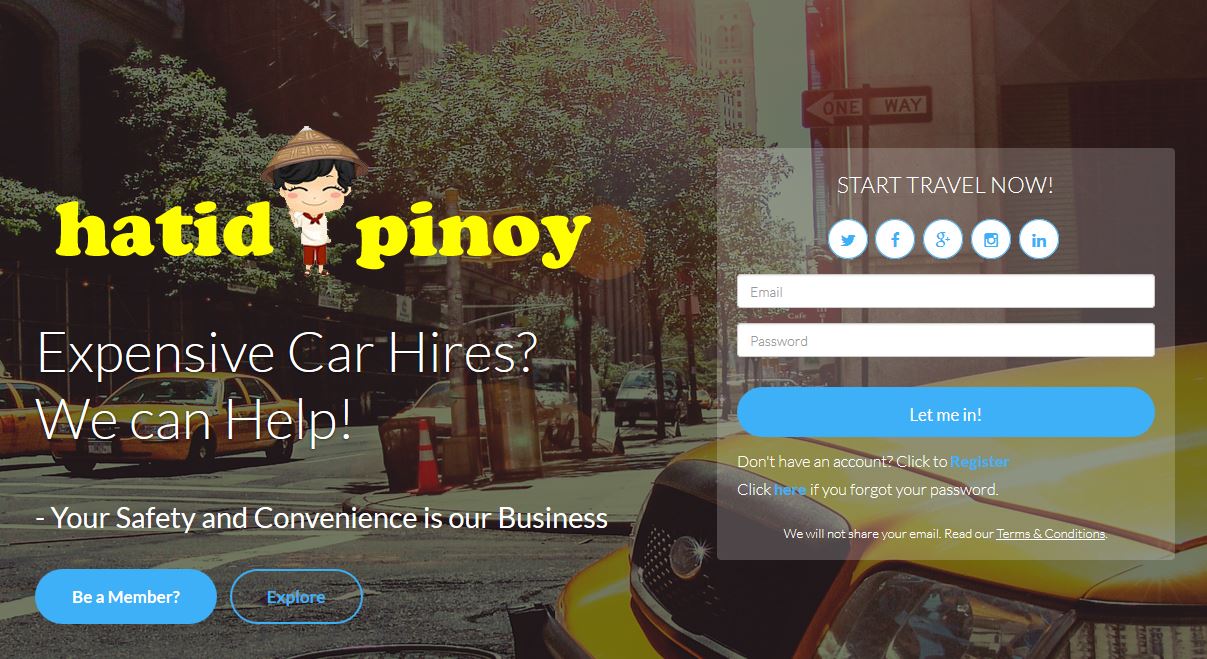 ONE WAY
hatid pinoy
START TRAVEL NOW!
Email
Cafe
Password
Expensive Car Hires?
We can Help!
Let me in!
Don't have an account? Click to Register
Click here if you forgot your password.
- Your Safety and Convenience is our Business
We will not share your email. Read our Terms & Conditions.
Be a Member?
Explore